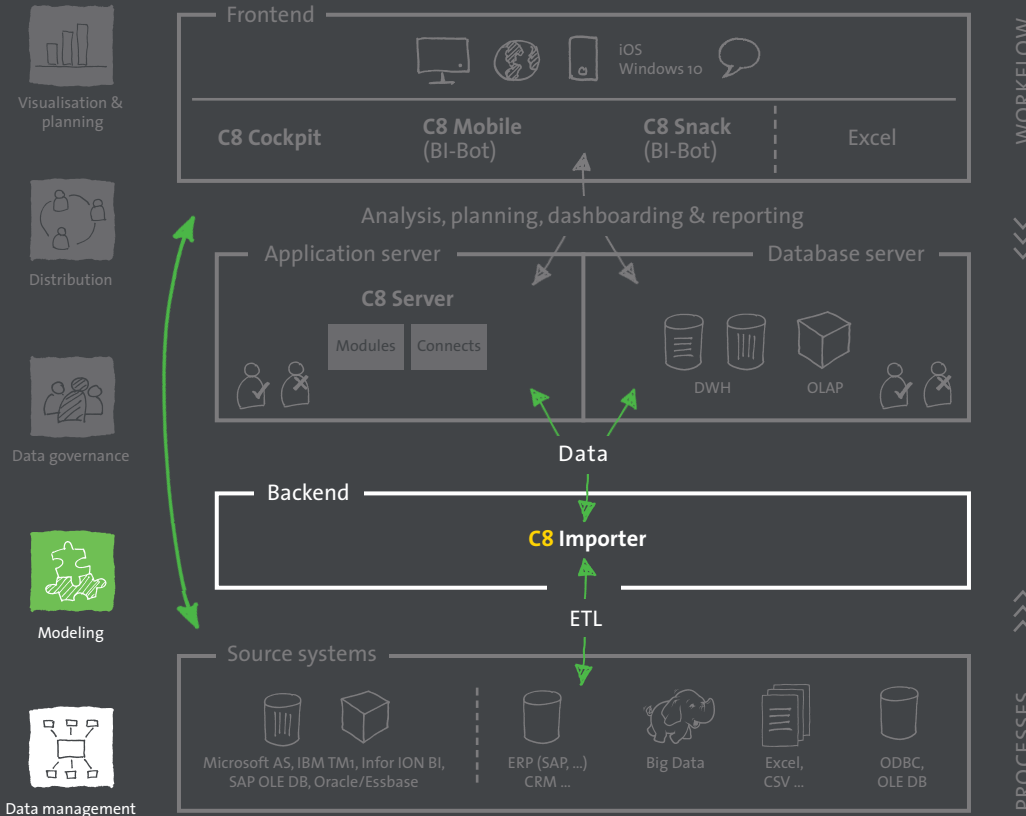 Frontend
iOS
Windows 10
C8 Cockpit
C8 Mobile
(BI-Bot)
C8 Snack
(BI-Bot)
Excel
Analysis, planning, dashboarding & reporting
Application server
C8 Server
Modules
Connects
Database server
DWH
OLAP
Data
Backend
C8 Importer
ETL
Source systems
Microsoft AS, IBM TM1, Infor ION BI,
SAP OLE DB, Oracle/Essbase
ERP (SAP, ...)
CRM ...
Big Data
Excel,
CSV ...
ODBC,
OLE DB
Visualisation &
planning
Distribution
Data governance
Modeling
Data management
WORKFLOW
PROCESSES